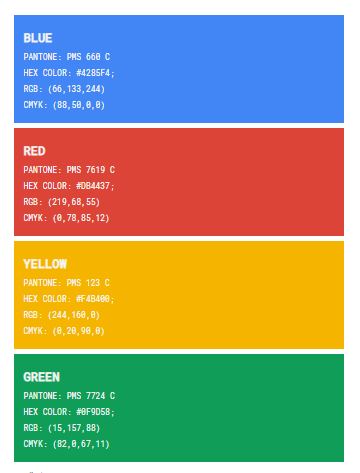 BLUE
PANTONE: PMS 660 C
HEX COLOR: #4285F4;
RGB: (66,133,244)
CMYK: (88,50,0,0)
RED
PANTONE: PMS 7619 C
HEX COLOR: #DB4437;
RGB: (219,68,55)
CMYK: (0,78,85,12)
YELLOW
PANTONE: PMS 123 C
HEX COLOR: #F4B400;
RGB: (244,160,0)
CMYK: (0,20,90,0)
GREEN
PANTONE: PMS 7724 C
HEX COLOR: #0F9D58;
RGB: (15,157,88)
CMYK: (82,0,67,11)